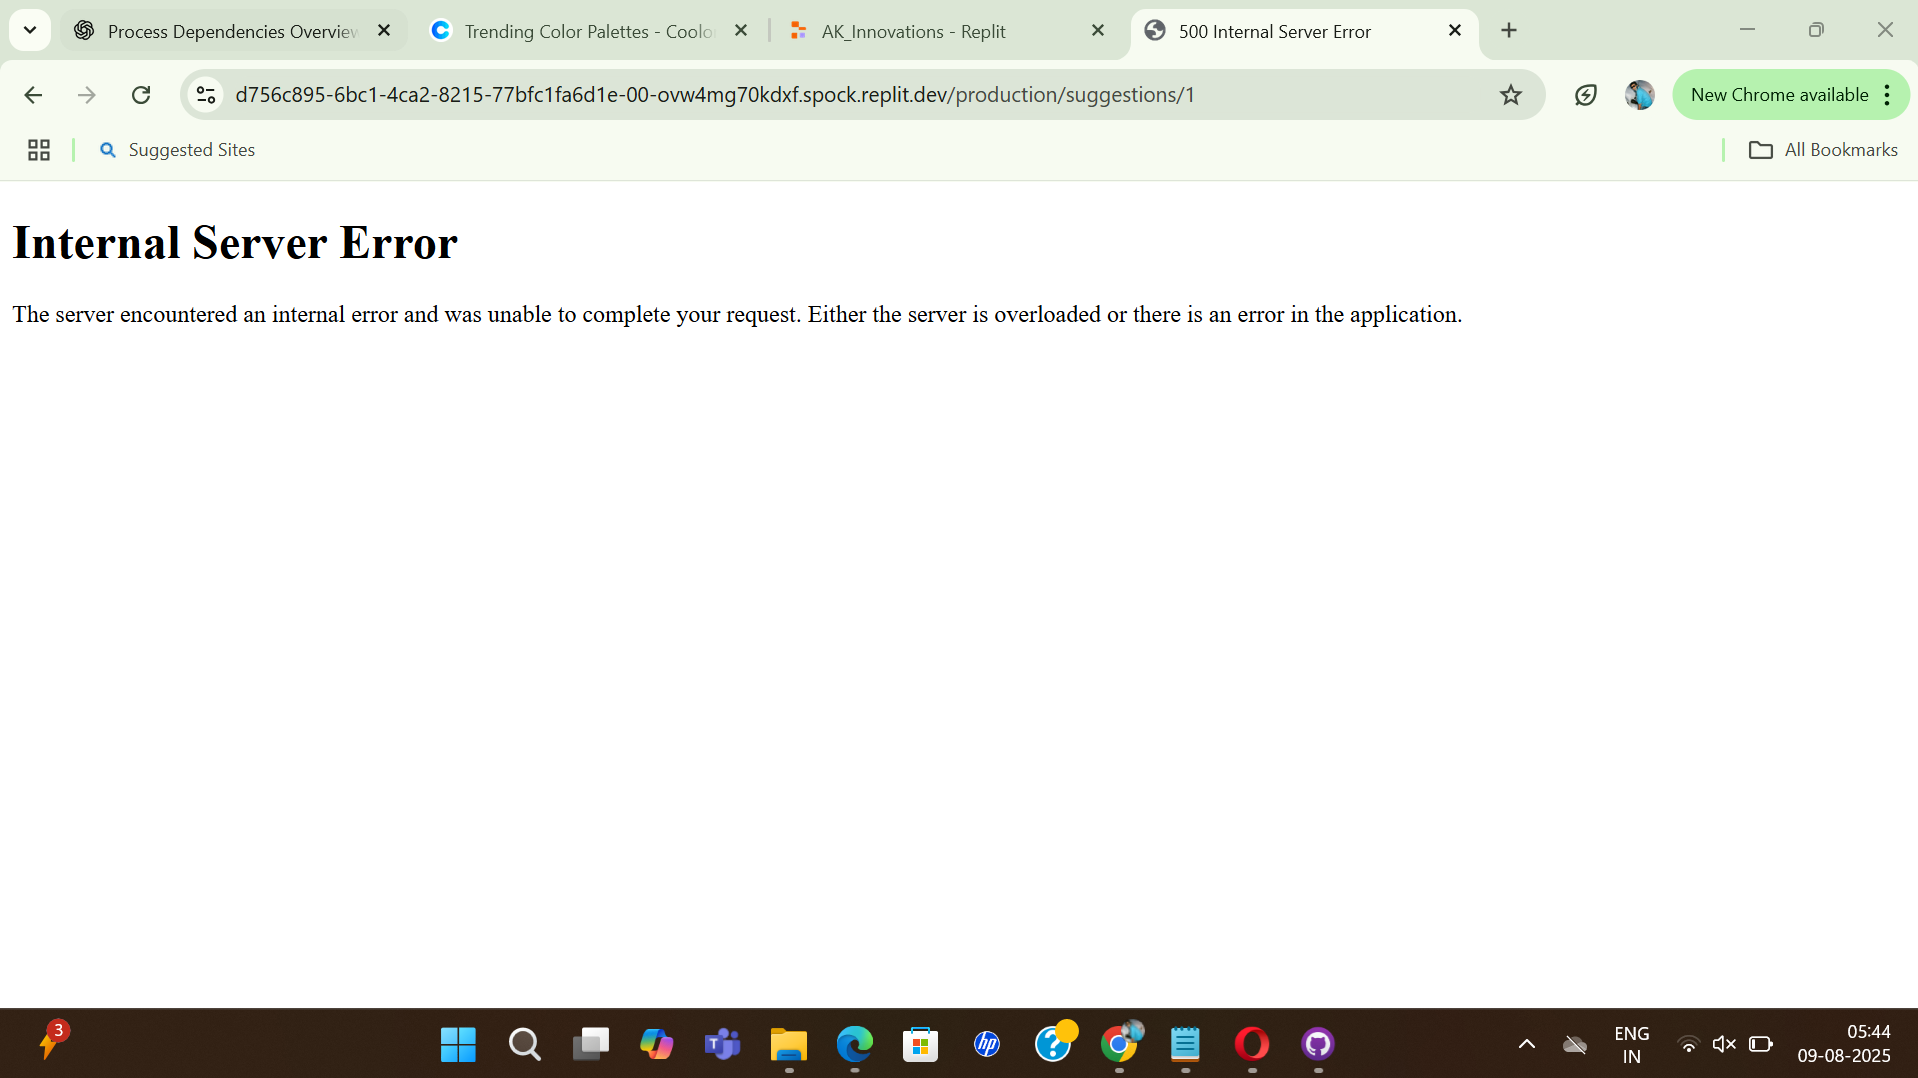 Process Dependencies Overview
Trending Color Palettes - Coolo
AK_Innovations - Replit
500 Internal Server Error
d756c895-6bc1-4ca2-8215-77bfc1fa6d1e-00-ovw4mg70kdxf.spock.replit.dev/production/suggestions/1
New Chrome available
Suggested Sites
All Bookmarks
Internal Server Error
The server encountered an internal error and was unable to complete your request. Either the server is overloaded or there is an error in the application.
3
T
hp
?
ENG
IN
05:44
09-08-2025